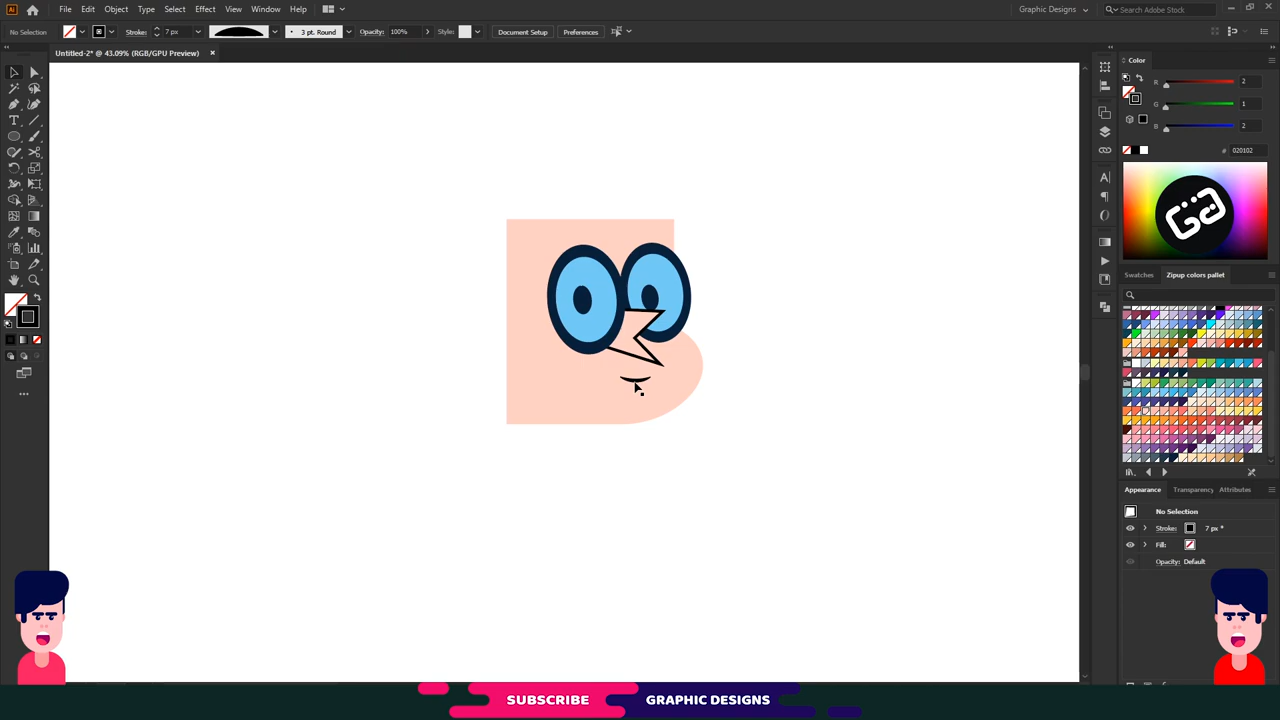 Ai File Edit Object Type Select Effect View Window Help Graphic Designs Search Adobe Stock
No Selection Stroke: 7 px 3 pt. Round Opacity: 100% Style: Document Setup Preferences
Untitled-2* @ 43.09% (RGB/GPU Preview) ×
Color
R 2
G 1
B 2
# 020102
Swatches Zipup colors pallet
Appearance Transparency Attributes
No Selection
Stroke: 7 px *
Fill:
Opacity: Default
SUBSCRIBE GRAPHIC DESIGNS